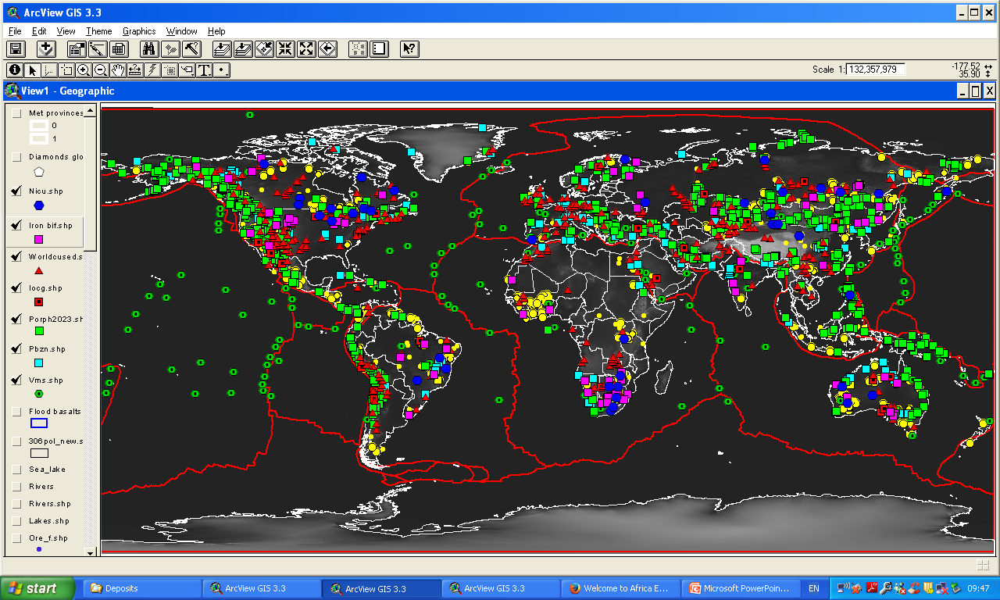 ArcView GIS 3.3
File Edit View Theme Graphics Window Help
Scale 1: 132,357,979
-177.52
35.90
View1 - Geographic
Met provinces
0
1
Diamonds glo
Nicu.shp
Iron bif.shp
Worldcused.s
Iocg.shp
Porph2023.sh
Pbzn.shp
Vms.shp
Flood basalts
306pol_new.s
Sea_lake
Rivers
Rivers.shp
Lakes.shp
Ore_f.shp
start Deposits ArcView GIS 3.3 ArcView GIS 3.3 ArcView GIS 3.3 Welcome to Africa E... Microsoft PowerPoin... EN 09:47